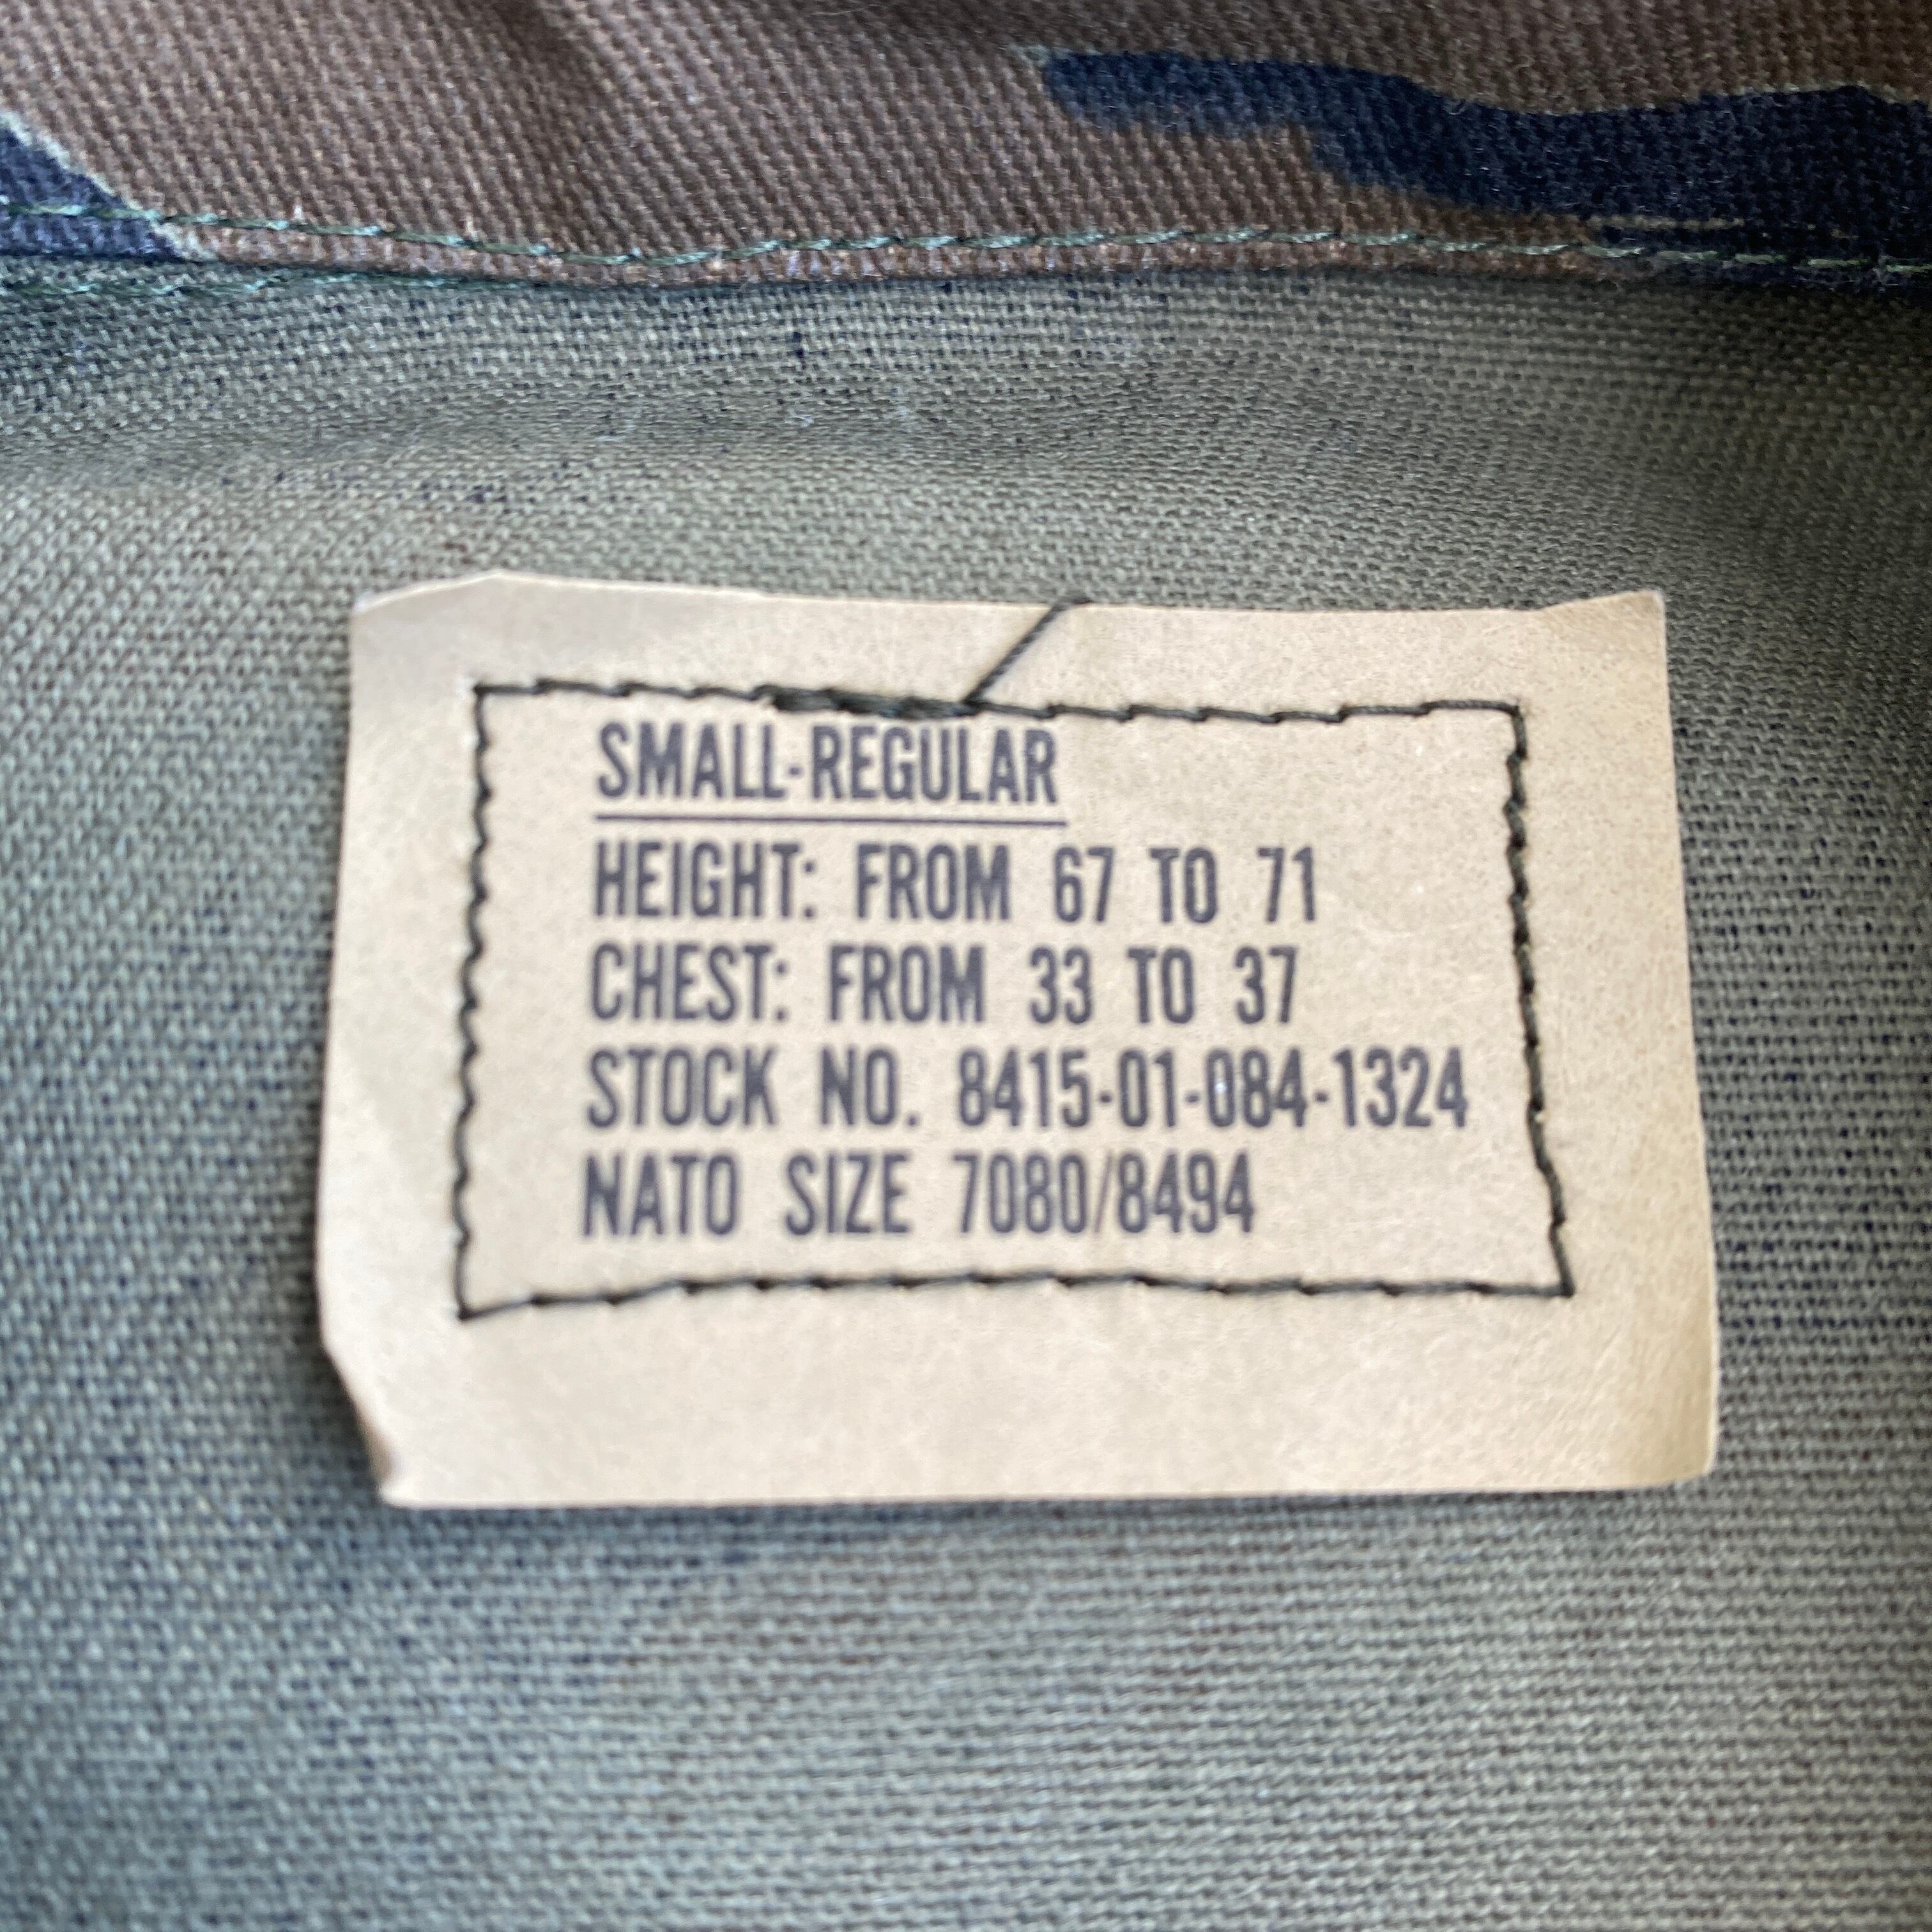 SMALL-REGULAR
HEIGHT: FROM 67 TO 71
CHEST: FROM 33 TO 37
STOCK NO. 8415-01-084-1324
NATO SIZE 7080/8494